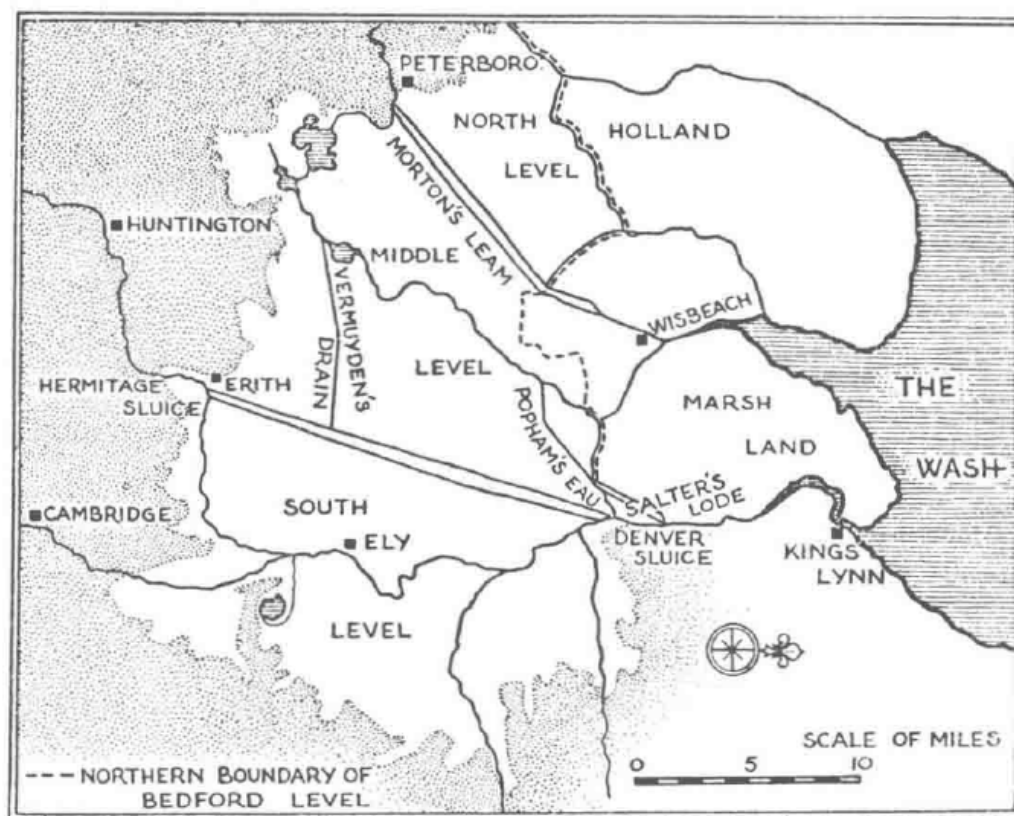 PETERBORO.
NORTH
LEVEL
HOLLAND
MORTON'S LEAM
HUNTINGTON
MIDDLE
LEVEL
VERMUYDEN'S
DRAIN
WISBEACH
THE
WASH
HERMITAGE
SLUICE
ERITH
MARSH
LAND
POPHAM'S EAU
SALTER'S
LODE
SOUTH
LEVEL
CAMBRIDGE
ELY
DENVER
SLUICE
KINGS
LYNN
SCALE OF MILES
0 5 10
NORTHERN BOUNDARY OF
BEDFORD LEVEL